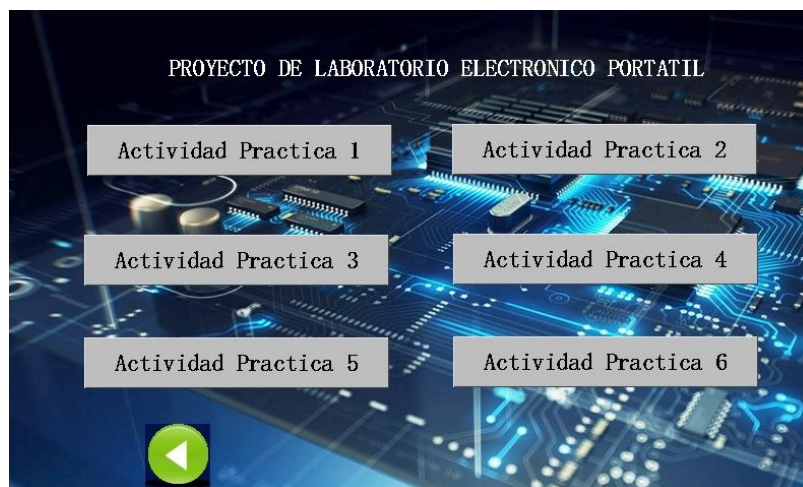 PROYECTO DE LABORATORIO ELECTRONICO PORTATIL
Actividad Practica 1
Actividad Practica 2
Actividad Practica 3
Actividad Practica 4
Actividad Practica 5
Actividad Practica 6